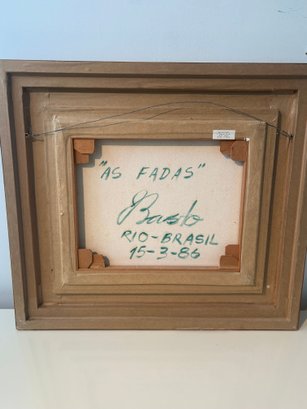 "AS FADAS"
Basto
RIO-BRASIL
15-3-86